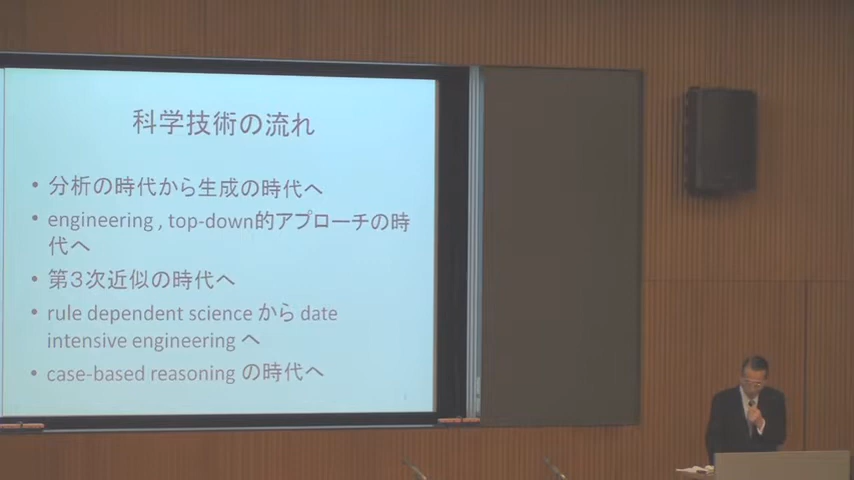 科学技術の流れ
• 分析の時代から生成の時代へ
• engineering , top-down的アプローチの時
代へ
• 第３次近似の時代へ
• rule dependent science から date
intensive engineering へ
• case-based reasoning の時代へ